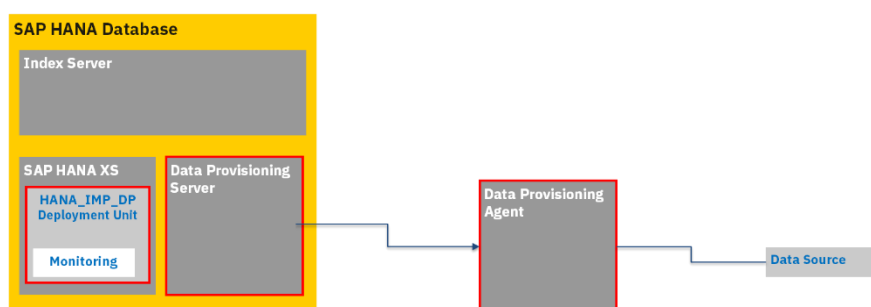 SAP HANA Database
Index Server
SAP HANA XS
HANA_IMP_DP
Deployment Unit
Monitoring
Data Provisioning
Server
Data Provisioning
Agent
Data Source